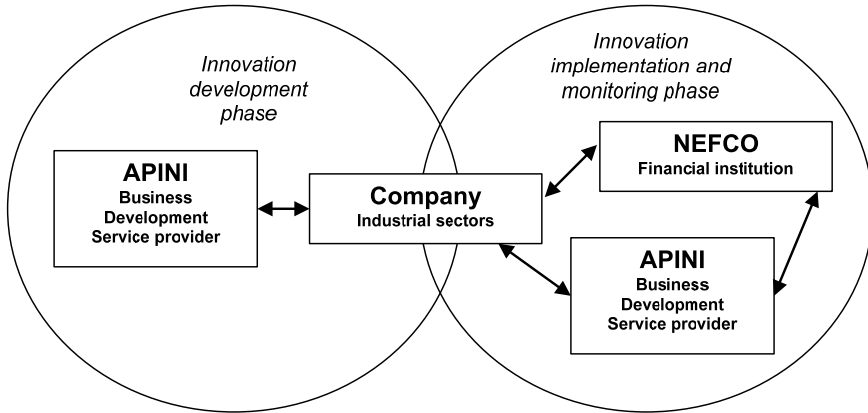 Innovation
development
phase
Innovation
implementation and
monitoring phase
APINI
Business
Development
Service provider
Company
Industrial sectors
NEFCO
Financial institution
APINI
Business
Development
Service provider